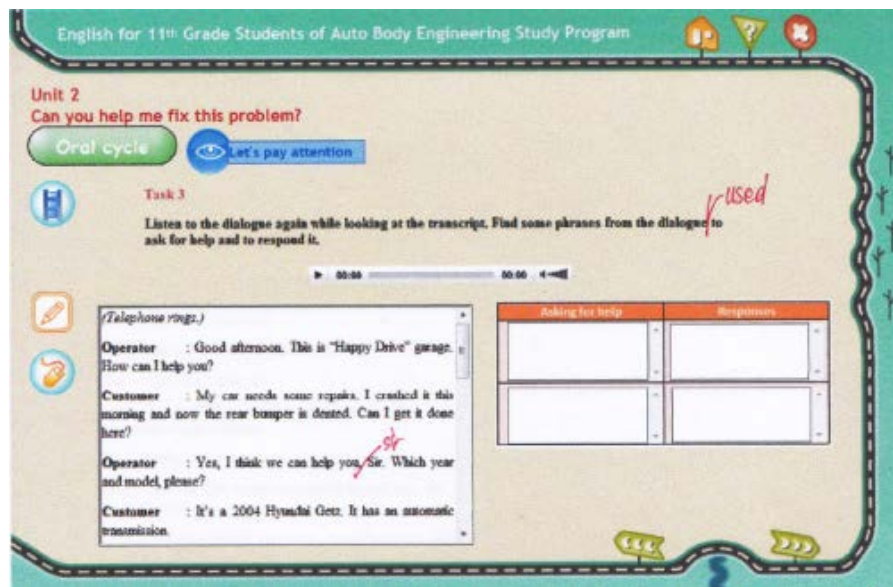 English for 11th Grade Students of Auto Body Engineering Study Program
Unit 2
Can you help me fix this problem?
Oral cycle
Let's pay attention
Task 3
used
Listen to the dialogue again while looking at the transcript. Find some phrases from the dialogue to
ask for help and to respond it.
00:00 00:00
(Telephone rings.)
Operator : Good afternoon. This is "Happy Drive" garage.
How can I help you?
Customer : My car needs some repairs. I crashed it this
morning and now the rear bumper is dented. Can I get it done
here?
sir
Operator : Yes, I think we can help you, Sir. Which year
and model, please?
Customer : It's a 2004 Hyundai Getz. It has an automatic
transmission.
Asking for help Responses